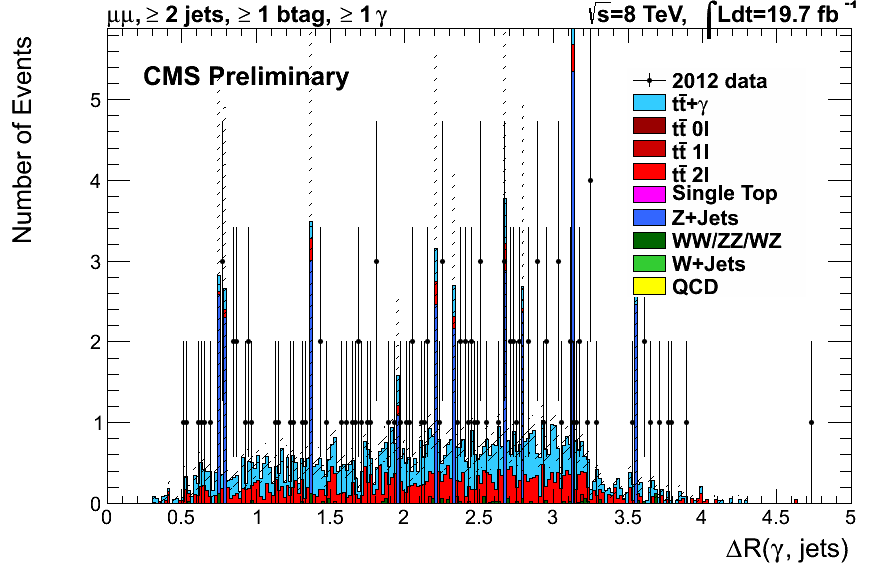 μμ, ≥ 2 jets, ≥ 1 btag, ≥ 1 γ
√s=8 TeV, ∫Ldt=19.7 fb⁻¹
CMS Preliminary
Number of Events
2012 data
tt̄+γ
tt̄ 0l
tt̄ 1l
tt̄ 2l
Single Top
Z+Jets
WW/ZZ/WZ
W+Jets
QCD
5
4
3
2
1
0
0 0.5 1 1.5 2 2.5 3 3.5 4 4.5 5
ΔR(γ, jets)